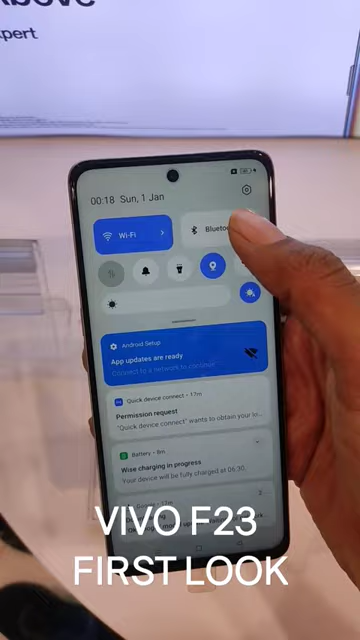 xpert
00:18 Sun, 1 Jan
Wi-Fi
Bluetoo
Android Setup
App updates are ready
Connect to a network to continue
Quick device connect • 17m
Permission request
"Quick device connect" wants to obtain your lo...
Battery • 8m
Wise charging in progress
Your device will be fully charged at 06:30.
VIVO F23
FIRST LOOK